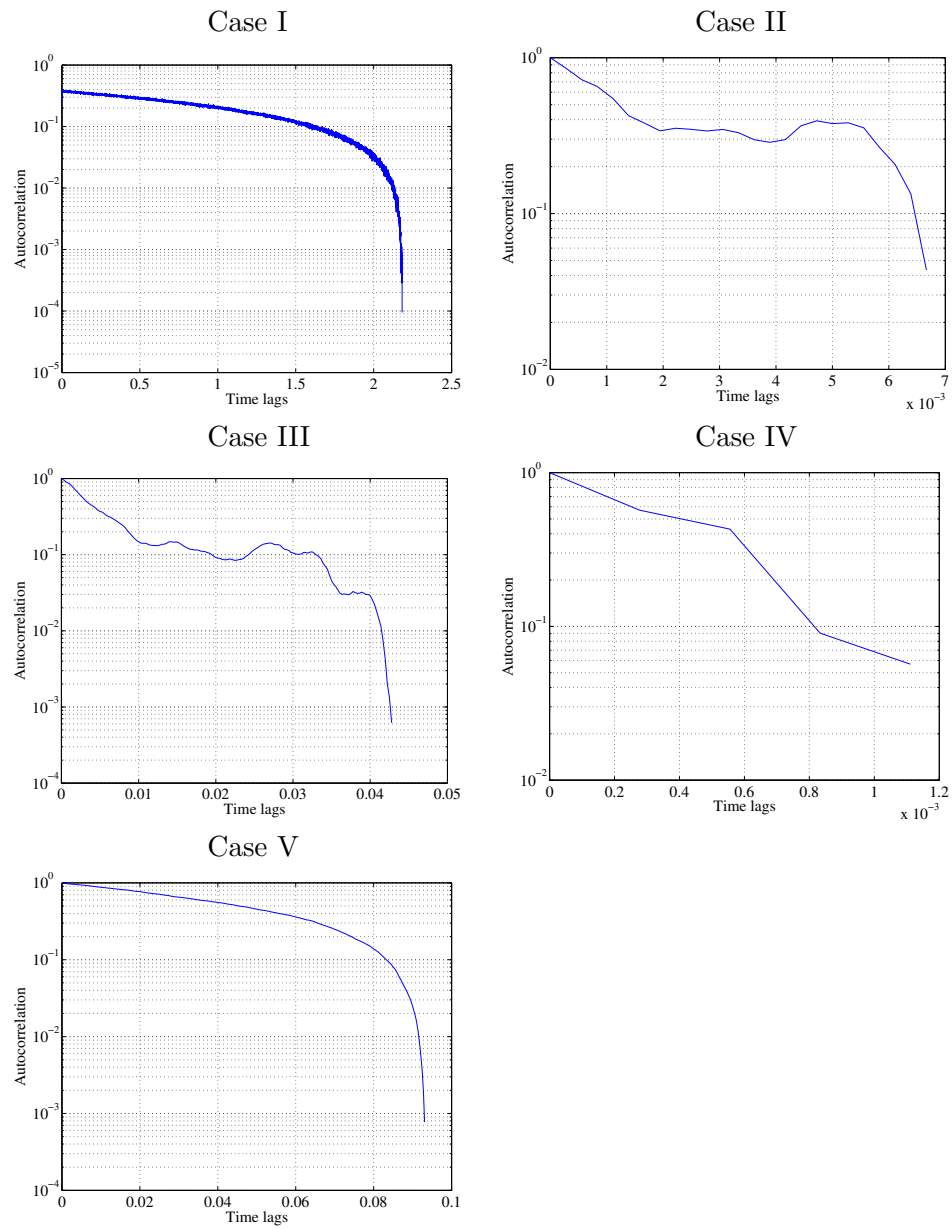 Case I
Autocorrelation
10^0
10^-1
10^-2
10^-3
10^-4
10^-5
0 0.5 1 1.5 2 2.5
Time lags
Case II
Autocorrelation
10^0
10^-1
10^-2
0 1 2 3 4 5 6 7
Time lags
x 10^-3
Case III
Autocorrelation
10^0
10^-1
10^-2
10^-3
10^-4
0 0.01 0.02 0.03 0.04 0.05
Time lags
Case IV
Autocorrelation
10^0
10^-1
10^-2
0 0.2 0.4 0.6 0.8 1 1.2
Time lags
x 10^-3
Case V
Autocorrelation
10^0
10^-1
10^-2
10^-3
10^-4
0 0.02 0.04 0.06 0.08 0.1
Time lags